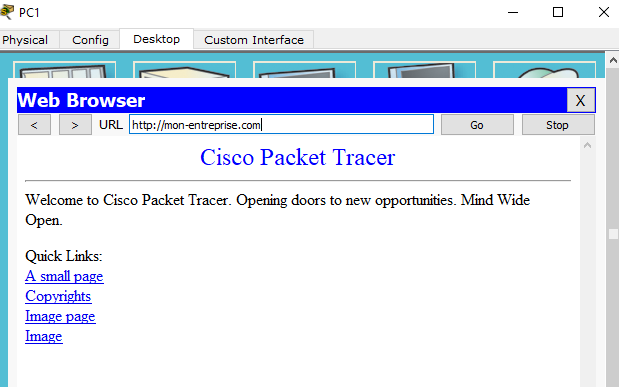 PC1
Physical Config Desktop Custom Interface
Web Browser X
< > URL http://mon-entreprise.com Go Stop
Cisco Packet Tracer
Welcome to Cisco Packet Tracer. Opening doors to new opportunities. Mind Wide
Open.
Quick Links:
A small page
Copyrights
Image page
Image